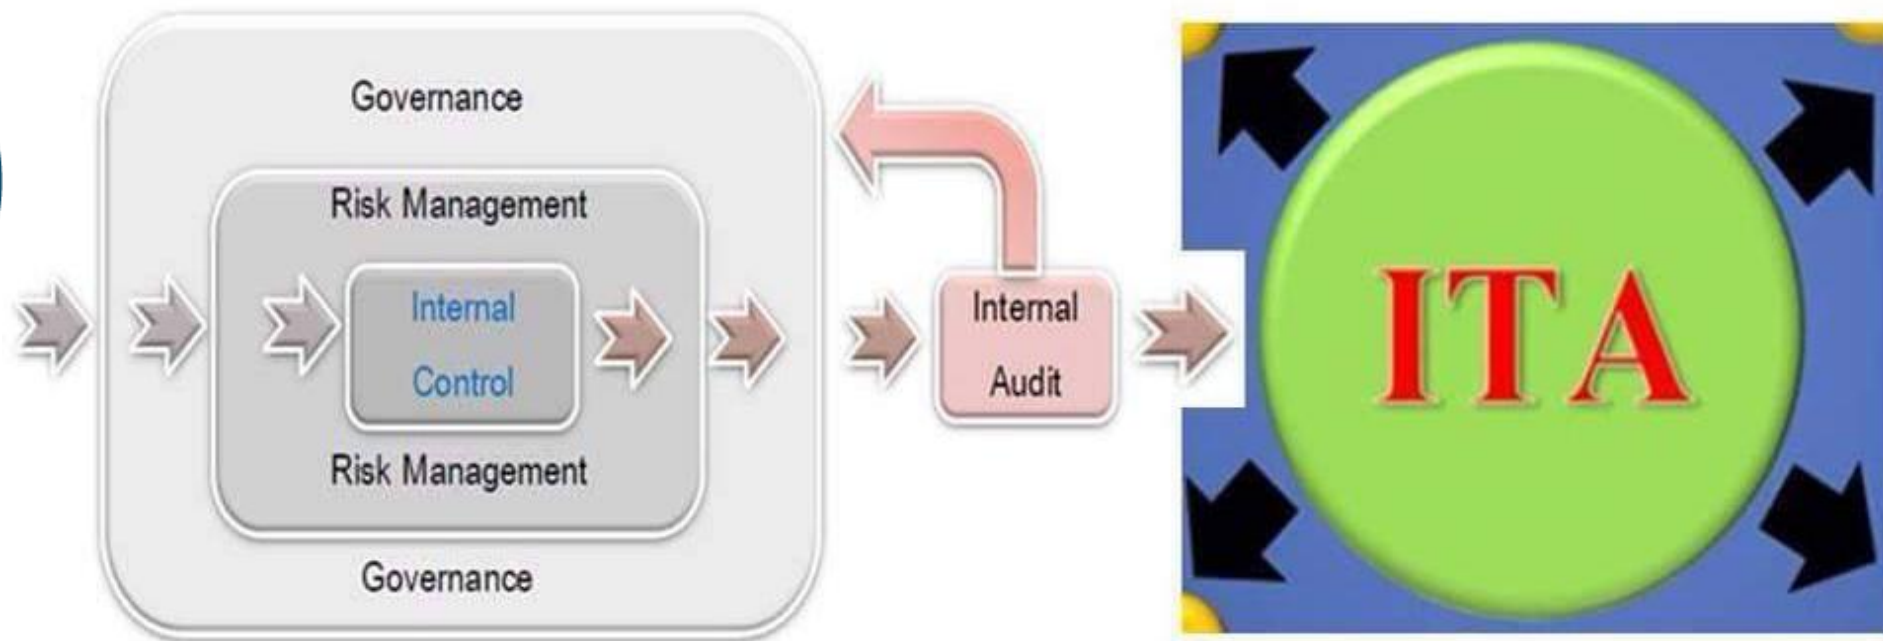 Governance
Risk Management
Internal
Control
Risk Management
Governance
Internal
Audit
ITA